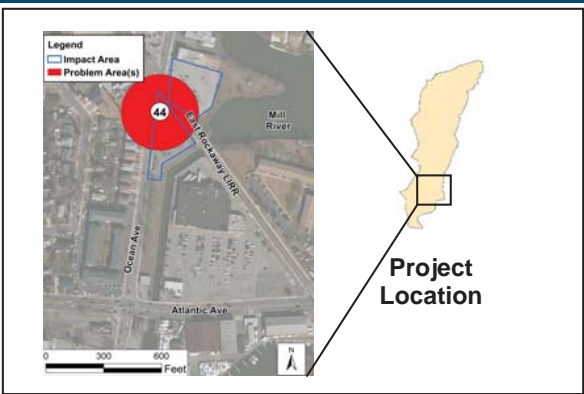 Legend
Impact Area
Problem Area(s)
44
Mill
River
East Rockaway LIRR
Ocean Ave
Atlantic Ave
0 300 600
Feet
N
Project
Location